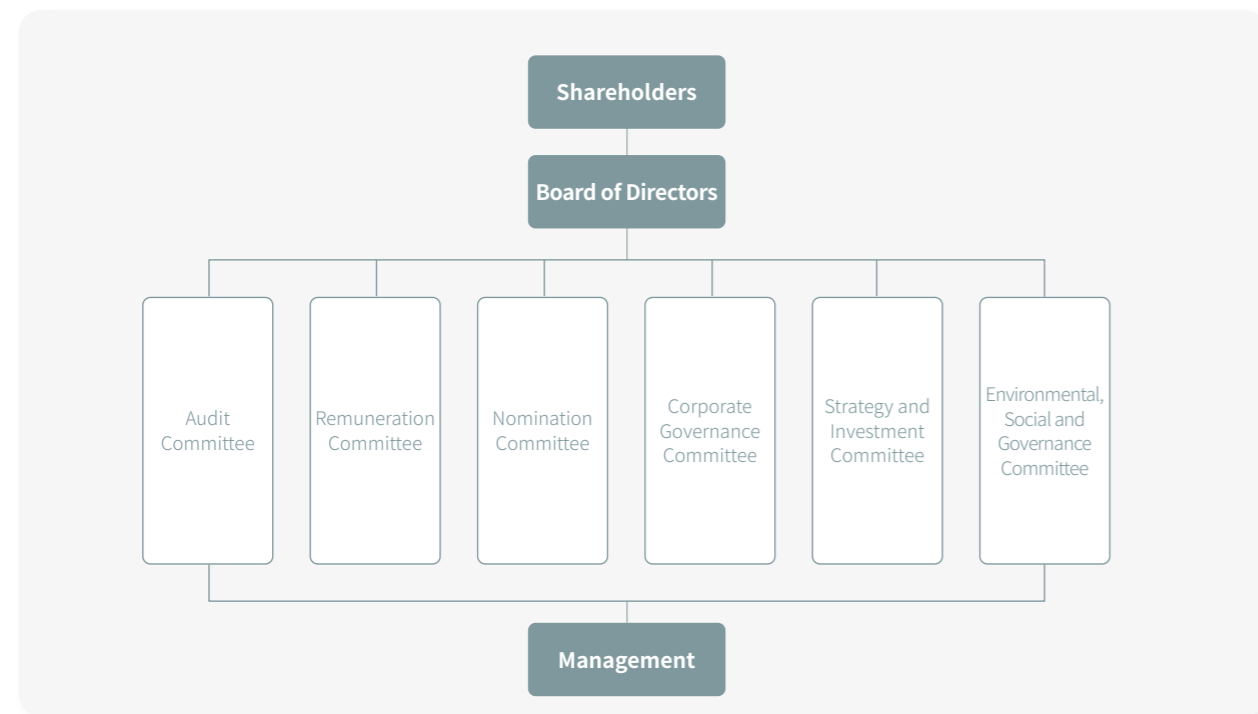 Shareholders
Board of Directors
Audit
Committee
Remuneration
Committee
Nomination
Committee
Corporate
Governance
Committee
Strategy and
Investment
Committee
Environmental,
Social and
Governance
Committee
Management